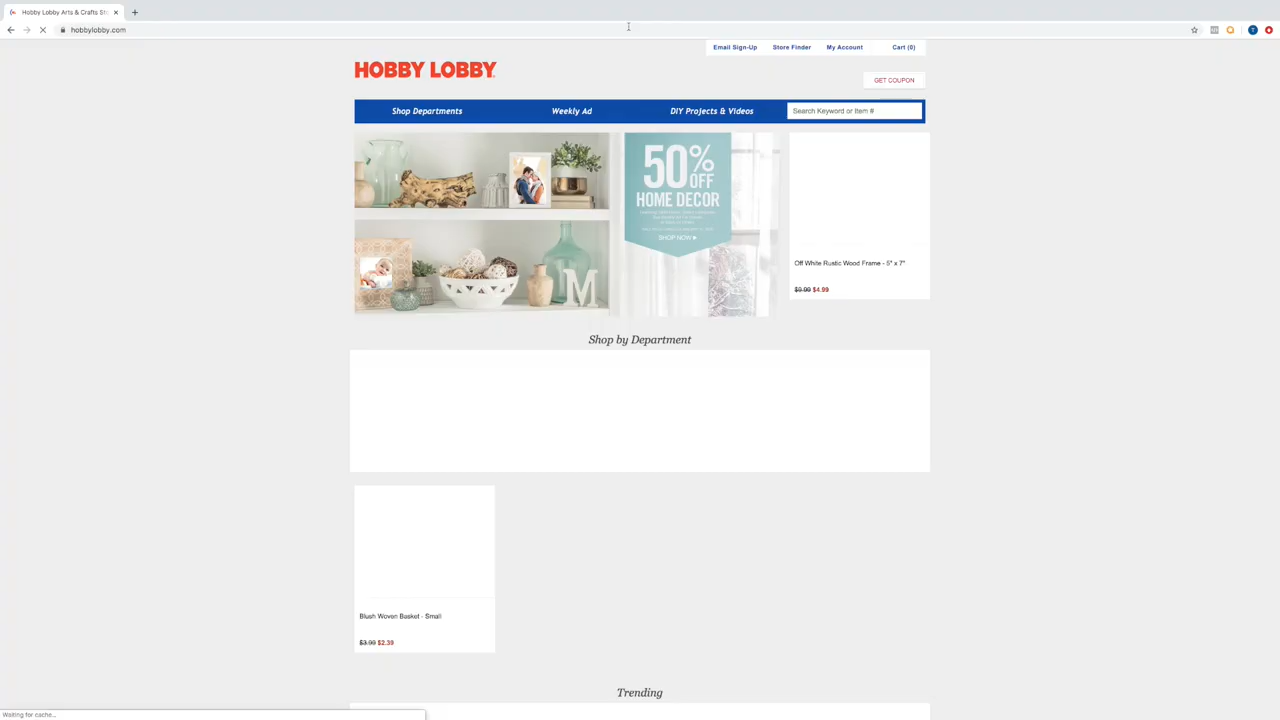 Hobby Lobby Arts & Crafts St
hobbylobby.com
Email Sign-Up Store Finder My Account Cart (0)
HOBBY LOBBY
GET COUPON
Shop Departments Weekly Ad DIY Projects & Videos Search Keyword or Item #
50% OFF
HOME DECOR
SHOP NOW ▶
M
Off White Rustic Wood Frame - 5" x 7"
$9.99 $4.99
Shop by Department
Blush Woven Basket - Small
$3.99 $2.39
Trending
Waiting for cache...